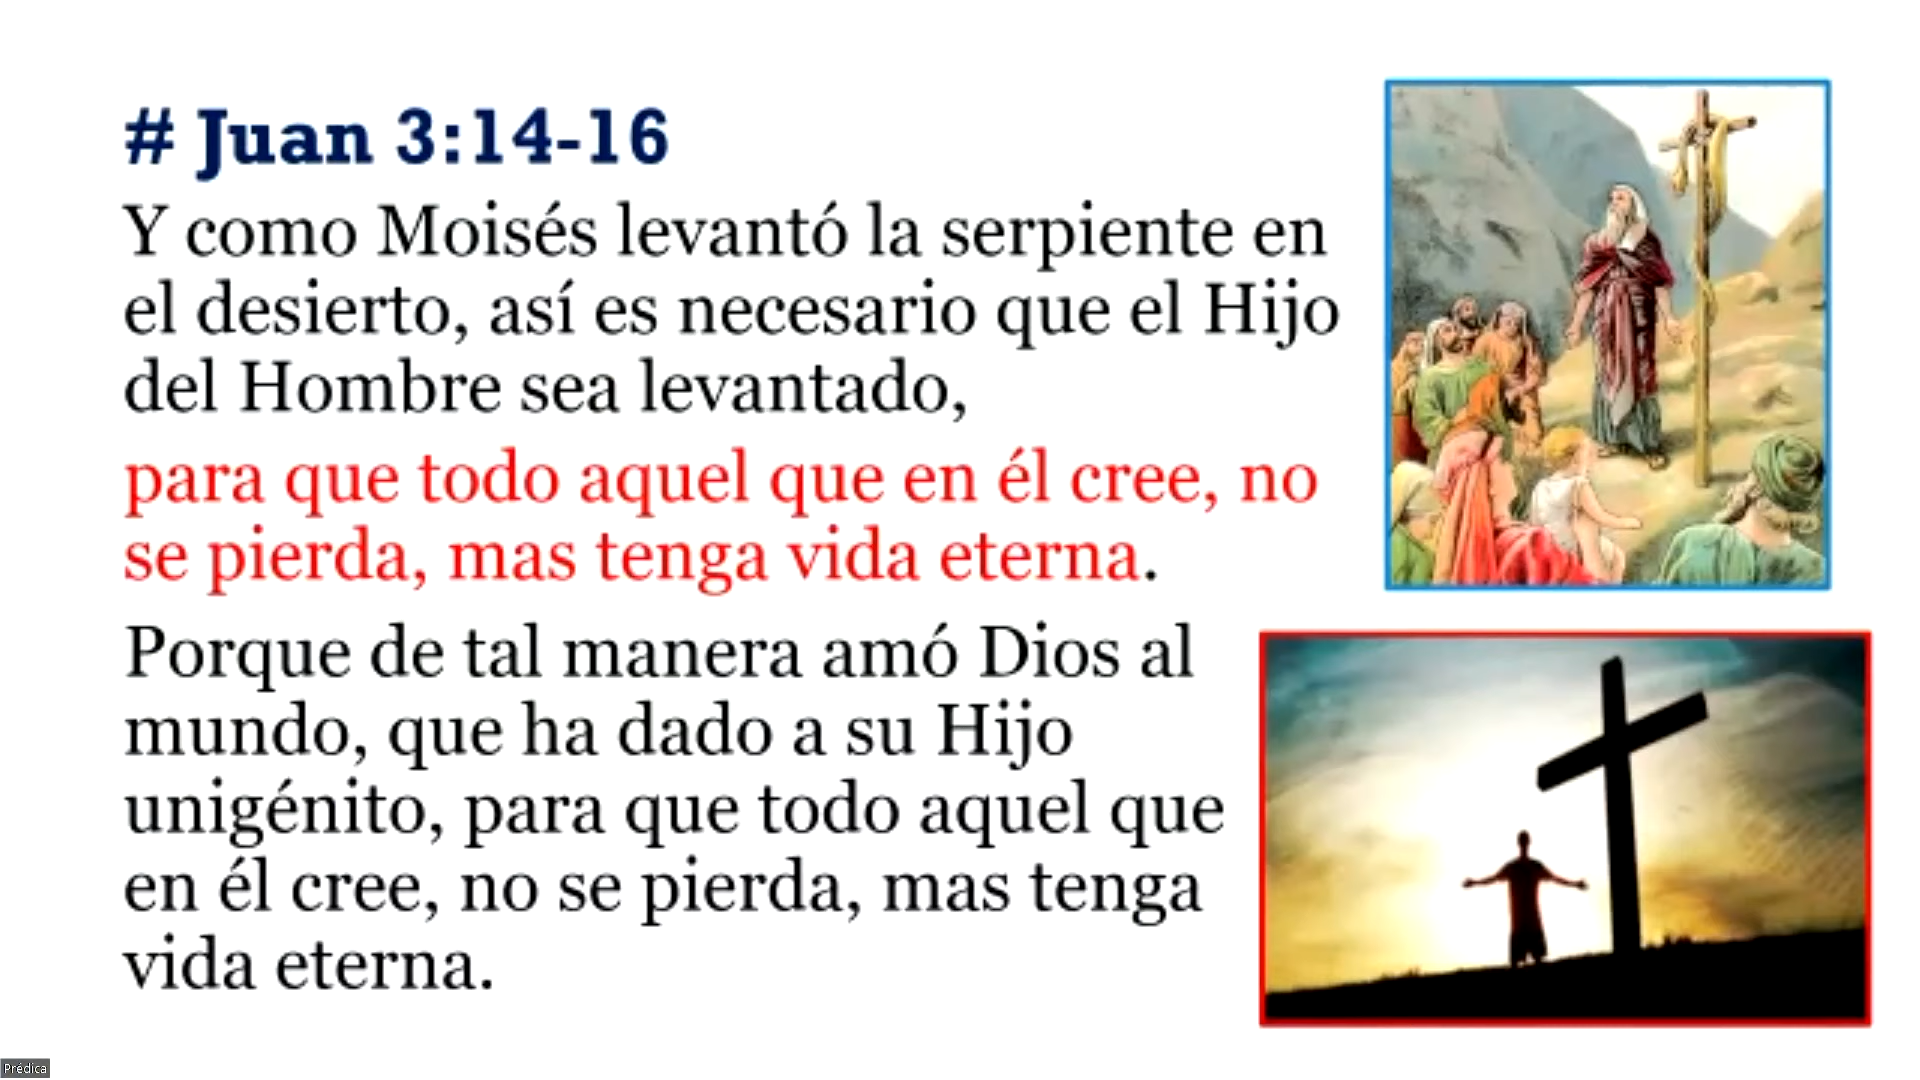 # Juan 3:14-16
Y como Moisés levantó la serpiente en
el desierto, así es necesario que el Hijo
del Hombre sea levantado,
para que todo aquel que en él cree, no
se pierda, mas tenga vida eterna.
Porque de tal manera amó Dios al
mundo, que ha dado a su Hijo
unigénito, para que todo aquel que
en él cree, no se pierda, mas tenga
vida eterna.
Prédica